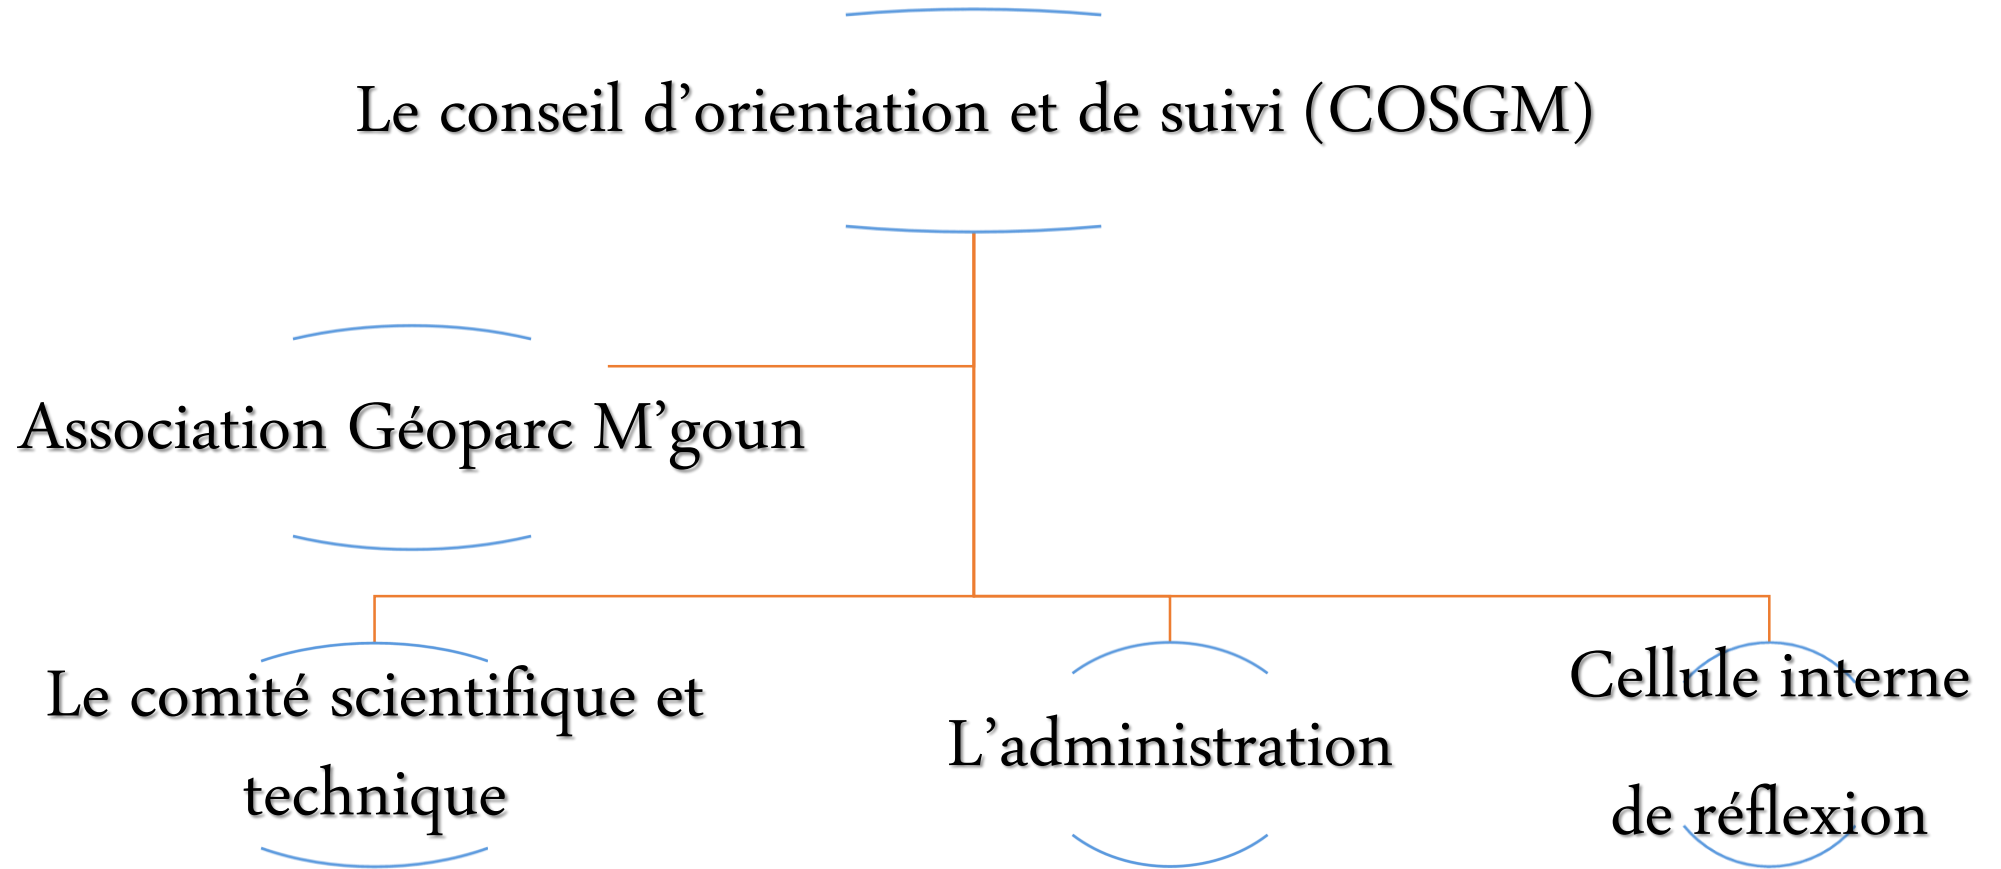 Le conseil d’orientation et de suivi (COSGM)
Association Géoparc M’goun
Le comité scientifique et
technique
L’administration
Cellule interne
de réflexion